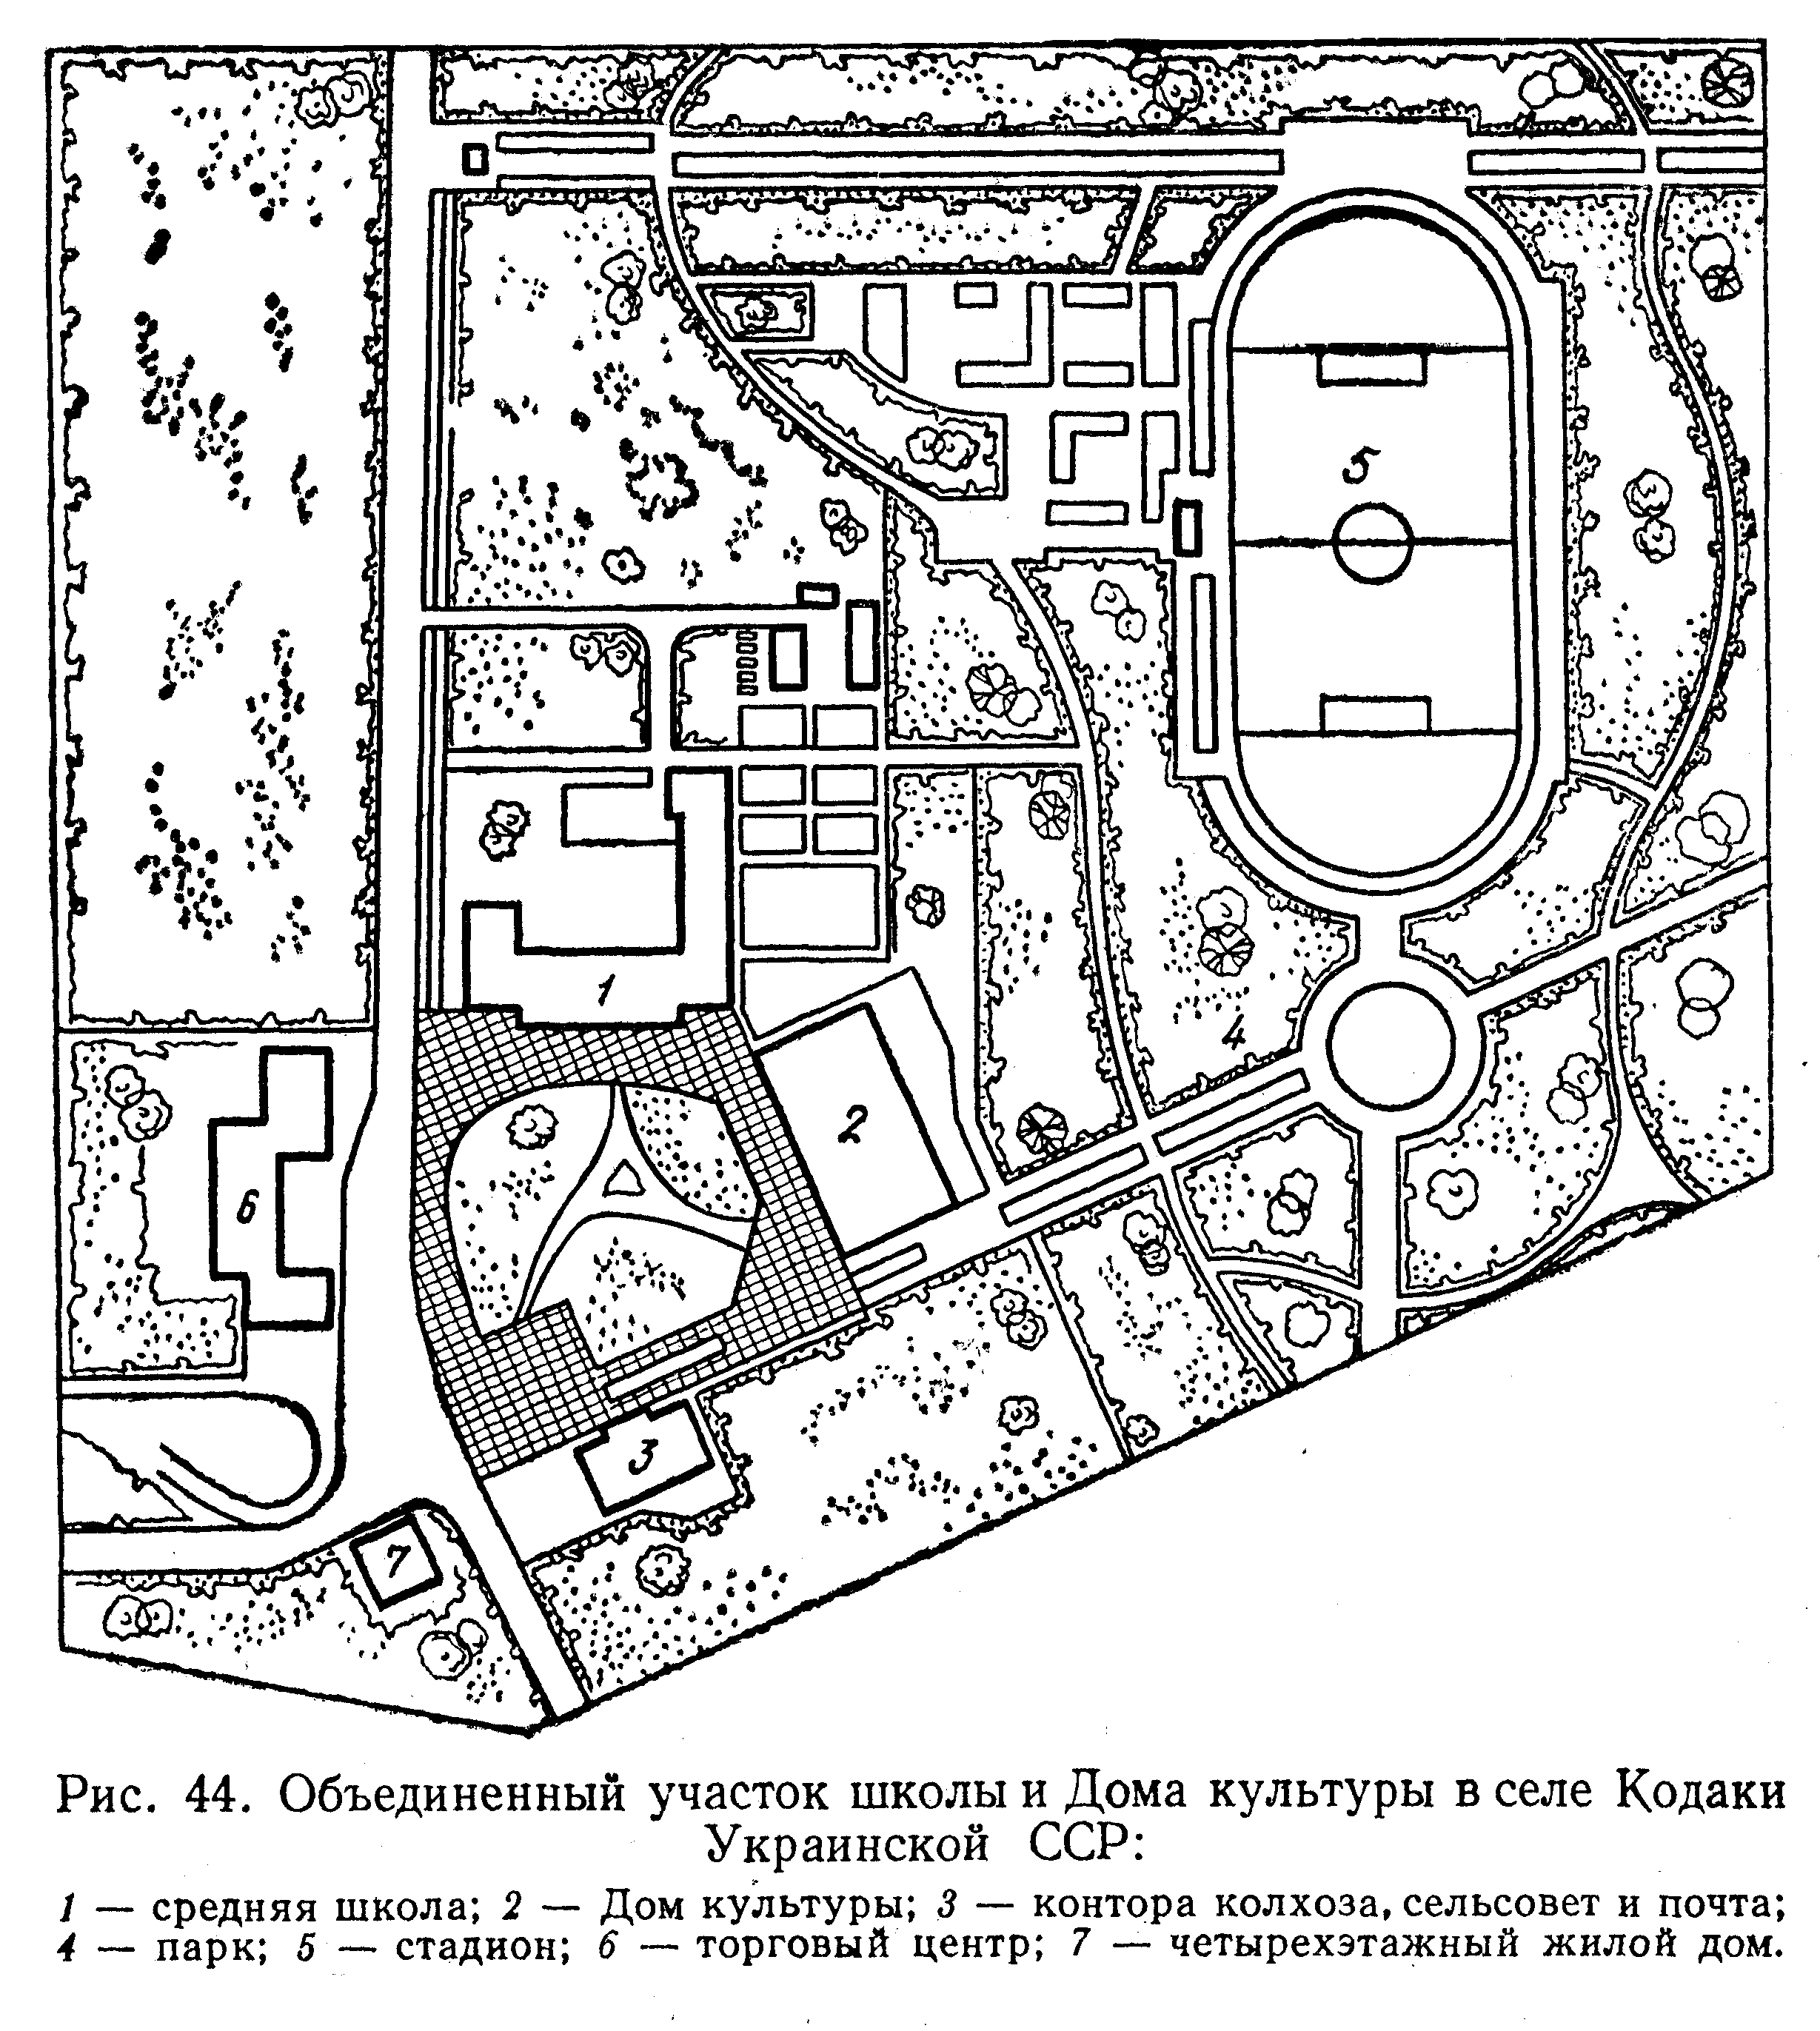 5
1
4
2
6
3
7
Рис. 44. Объединенный участок школы и Дома культуры в селе Кодаки
Украинской ССР:
1 — средняя школа; 2 — Дом культуры; 3 — контора колхоза, сельсовет и почта;
4 — парк; 5 — стадион; 6 — торговый центр; 7 — четырехэтажный жилой дом.